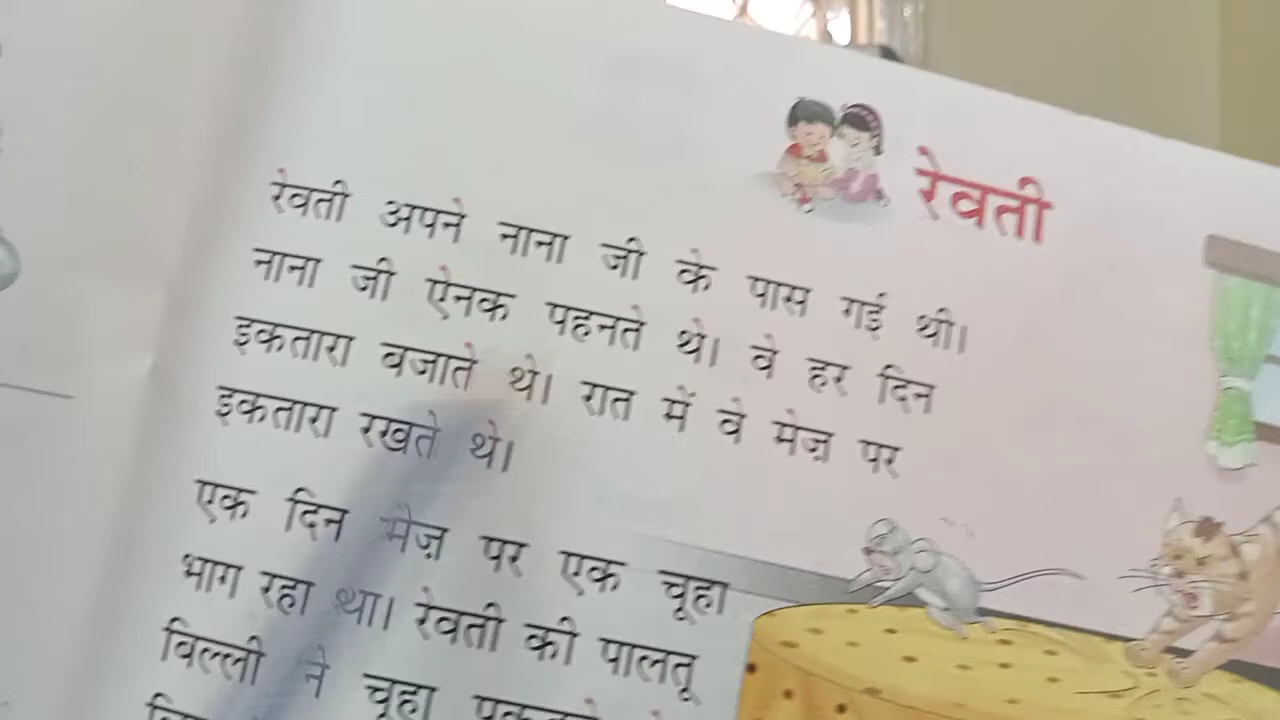 रेवती
रेवती अपने नाना जी के पास गई थी।
नाना जी ऐनक पहनते थे। वे हर दिन
इकतारा बजाते थे। रात में वे मेज़ पर
इकतारा रखते थे।
एक दिन मेज़ पर एक चूहा
भाग रहा था। रेवती की पालतू
बिल्ली ने चूहा